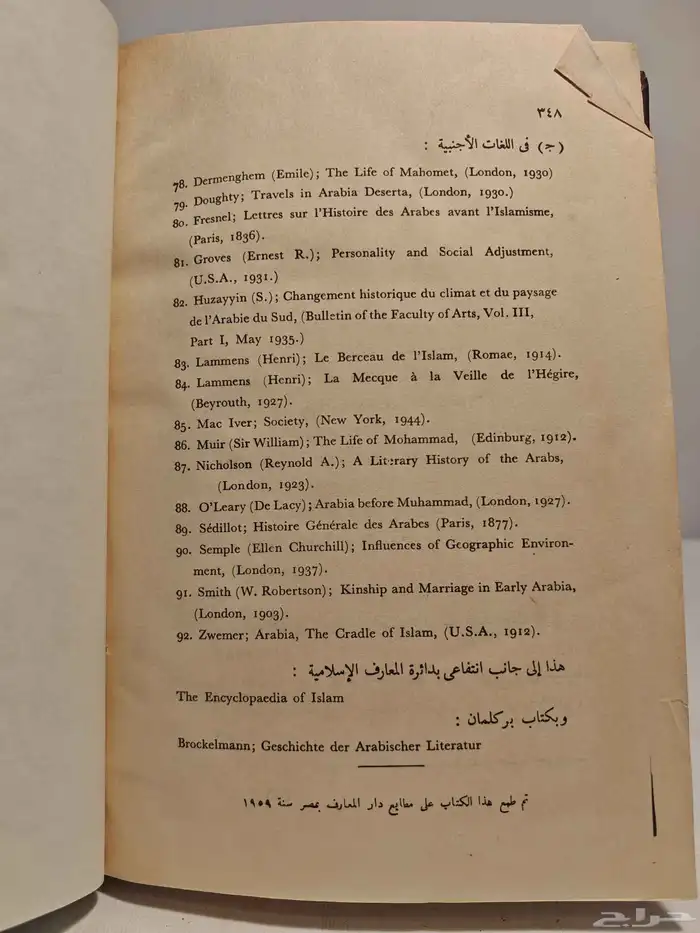 ٣٤٨
(ج) فى اللغات الأجنبية :
78. Dermenghem (Emile); The Life of Mahomet, (London, 1930)
79. Doughty; Travels in Arabia Deserta, (London, 1930.)
80. Fresnel; Lettres sur l'Histoire des Arabes avant l'Islamisme,
(Paris, 1836).
81. Groves (Ernest R.); Personality and Social Adjustment,
(U.S.A., 1931.)
82. Huzayyin (S.); Changement historique du climat et du paysage
de l'Arabie du Sud, (Bulletin of the Faculty of Arts, Vol. III,
Part I, May 1935.)
83. Lammens (Henri); Le Berceau de l'Islam, (Romae, 1914).
84. Lammens (Henri); La Mecque à la Veille de l'Hégire,
(Beyrouth, 1927).
85. Mac Iver; Society, (New York, 1944).
86. Muir (Sir William); The Life of Mohammad, (Edinburg, 1912).
87. Nicholson (Reynold A.); A Literary History of the Arabs,
(London, 1923).
88. O'Leary (De Lacy); Arabia before Muhammad, (London, 1927).
89. Sédillot; Histoire Générale des Arabes (Paris, 1877).
90. Semple (Ellen Churchill); Influences of Geographic Environ-
ment, (London, 1937).
91. Smith (W. Robertson); Kinship and Marriage in Early Arabia,
(London, 1903).
92. Zwemer; Arabia, The Cradle of Islam, (U.S.A., 1912).
هذا إلى جانب انتفاعى بدائرة المعارف الإسلامية :
The Encyclopaedia of Islam
وبكتاب بركلمان :
Brockelmann; Geschichte der Arabischer Literatur
تم طبع هذا الكتاب على مطابع دار المعارف بمصر سنة ١٩٥٩
حراج